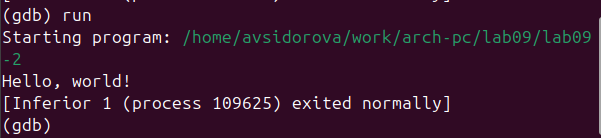 (gdb) run
Starting program: /home/avsidorova/work/arch-pc/lab09/lab09
-2
Hello, world!
[Inferior 1 (process 109625) exited normally]
(gdb)